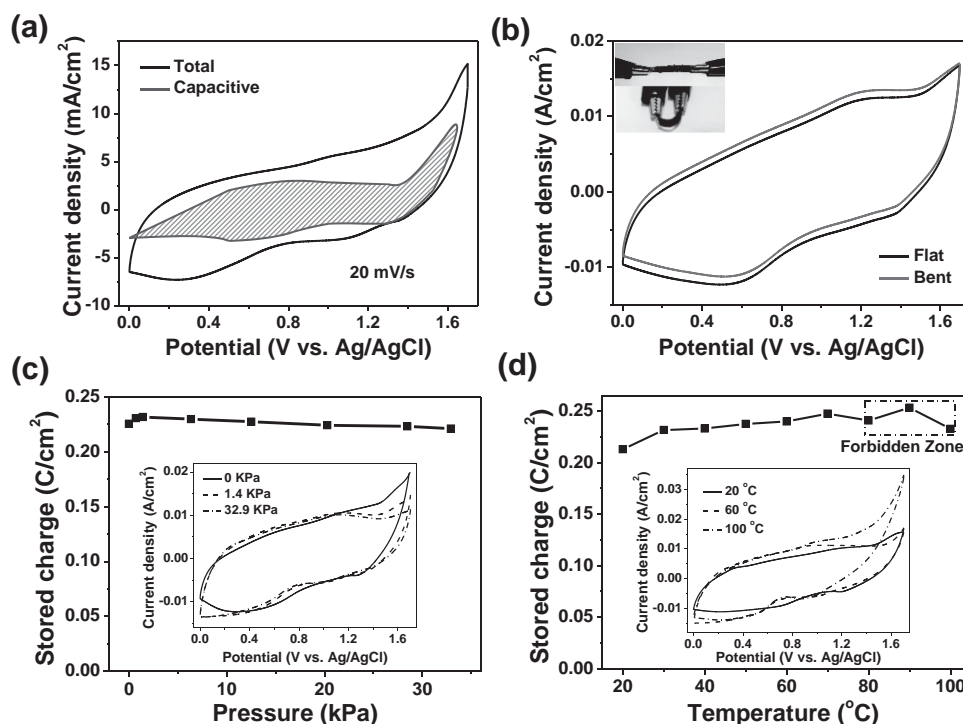 (a)
Total
Capacitive
20 mV/s
15
10
5
0
-5
-10
Current density (mA/cm²)
0.0 0.4 0.8 1.2 1.6
Potential (V vs. Ag/AgCl)
(b)
0.02
0.01
0.00
-0.01
Current density (A/cm²)
Flat
Bent
0.0 0.4 0.8 1.2 1.6
Potential (V vs. Ag/AgCl)
(c)
0.25
0.20
0.15
0.10
0.05
0.00
Stored charge (C/cm²)
0 KPa
1.4 KPa
32.9 KPa
0.02
0.01
0.00
-0.01
Current density (A/cm²)
0.0 0.4 0.8 1.2 1.6
Potential (V vs. Ag/AgCl)
0 10 20 30
Pressure (kPa)
(d)
0.25
0.20
0.15
0.10
0.05
0.00
Stored charge (C/cm²)
Forbidden Zone
20 °C
60 °C
100 °C
0.03
0.02
0.01
0.00
-0.01
Current density (A/cm²)
0.0 0.4 0.8 1.2 1.6
Potential (V vs. Ag/AgCl)
20 40 60 80 100
Temperature (°C)